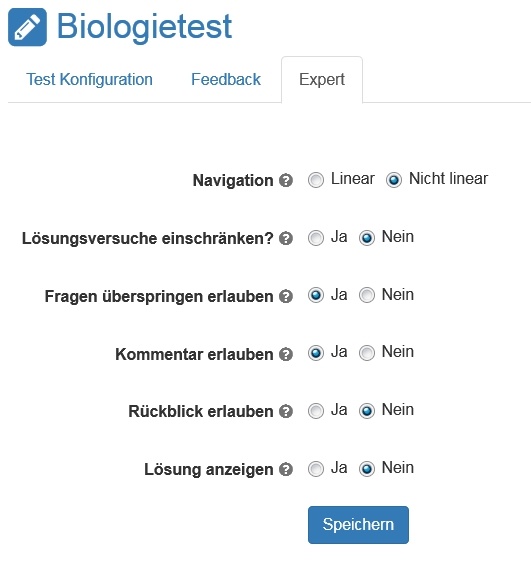 Biologietest
Test Konfiguration Feedback Expert
Navigation ? Linear Nicht linear
Lösungsversuche einschränken? ? Ja Nein
Fragen überspringen erlauben ? Ja Nein
Kommentar erlauben ? Ja Nein
Rückblick erlauben ? Ja Nein
Lösung anzeigen ? Ja Nein
Speichern